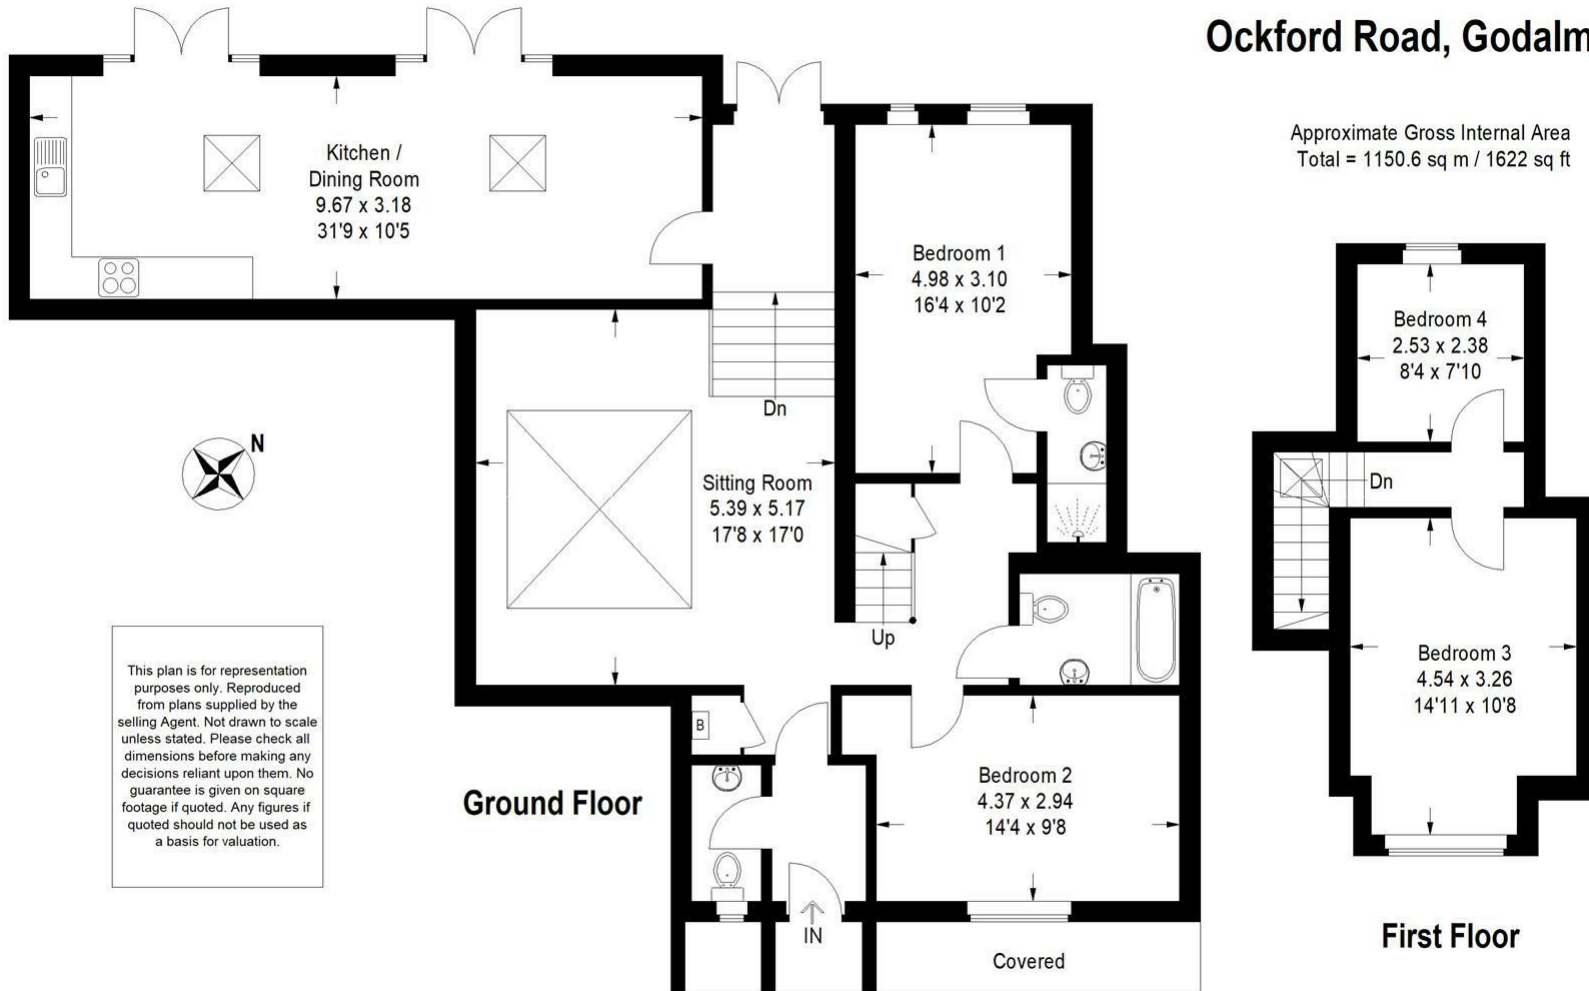 Ockford Road, Godalm
Approximate Gross Internal Area
Total = 1150.6 sq m / 1622 sq ft
Kitchen /
Dining Room
9.67 x 3.18
31'9 x 10'5
Bedroom 1
4.98 x 3.10
16'4 x 10'2
Bedroom 4
2.53 x 2.38
8'4 x 7'10
Dn
N
Sitting Room
5.39 x 5.17
17'8 x 17'0
Dn
Up
Bedroom 3
4.54 x 3.26
14'11 x 10'8
This plan is for representation
purposes only. Reproduced
from plans supplied by the
selling Agent. Not drawn to scale
unless stated. Please check all
dimensions before making any
decisions reliant upon them. No
guarantee is given on square
footage if quoted. Any figures if
quoted should not be used as
a basis for valuation.
B
Ground Floor
Bedroom 2
4.37 x 2.94
14'4 x 9'8
IN
Covered
First Floor